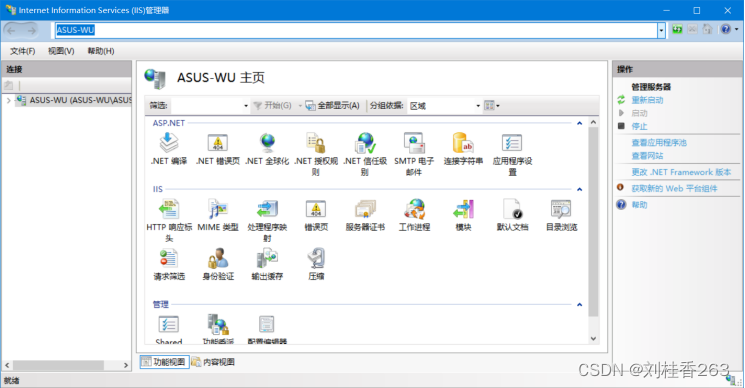 Internet Information Services (IIS)管理器
ASUS-WU
文件(F) 视图(V) 帮助(H)
连接
ASUS-WU (ASUS-WU\ASUS
ASUS-WU 主页
筛选: 开始(G) 全部显示(A) 分组依据: 区域
ASP.NET
.NET 编译 .NET 错误页 .NET 全球化 .NET 授权规则 .NET 信任级别 SMTP 电子邮件 连接字符串 应用程序设置
IIS
HTTP 响应标头 MIME 类型 处理程序映射 错误页 服务器证书 工作进程 模块 默认文档 目录浏览
请求筛选 身份验证 输出缓存 压缩
管理
Shared 功能委派 配置编辑器
功能视图 内容视图
操作
管理服务器
重新启动
启动
停止
查看应用程序池
查看网站
更改 .NET Framework 版本
获取新的 Web 平台组件
帮助
就绪
CSDN @刘桂香263